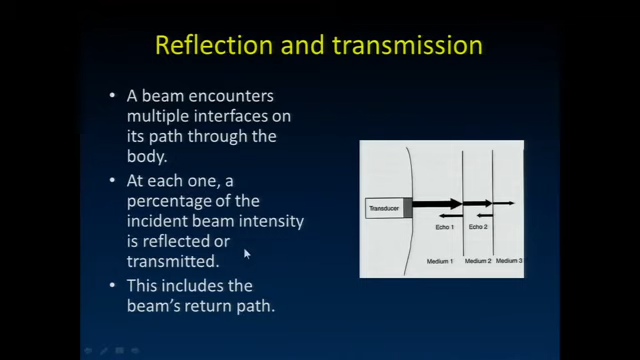 Reflection and transmission
• A beam encounters
multiple interfaces on
its path through the
body.
• At each one, a
percentage of the
incident beam intensity
is reflected or
transmitted.
• This includes the
beam's return path.
Transducer
Echo 1 Echo 2
Medium 1 Medium 2 Medium 3